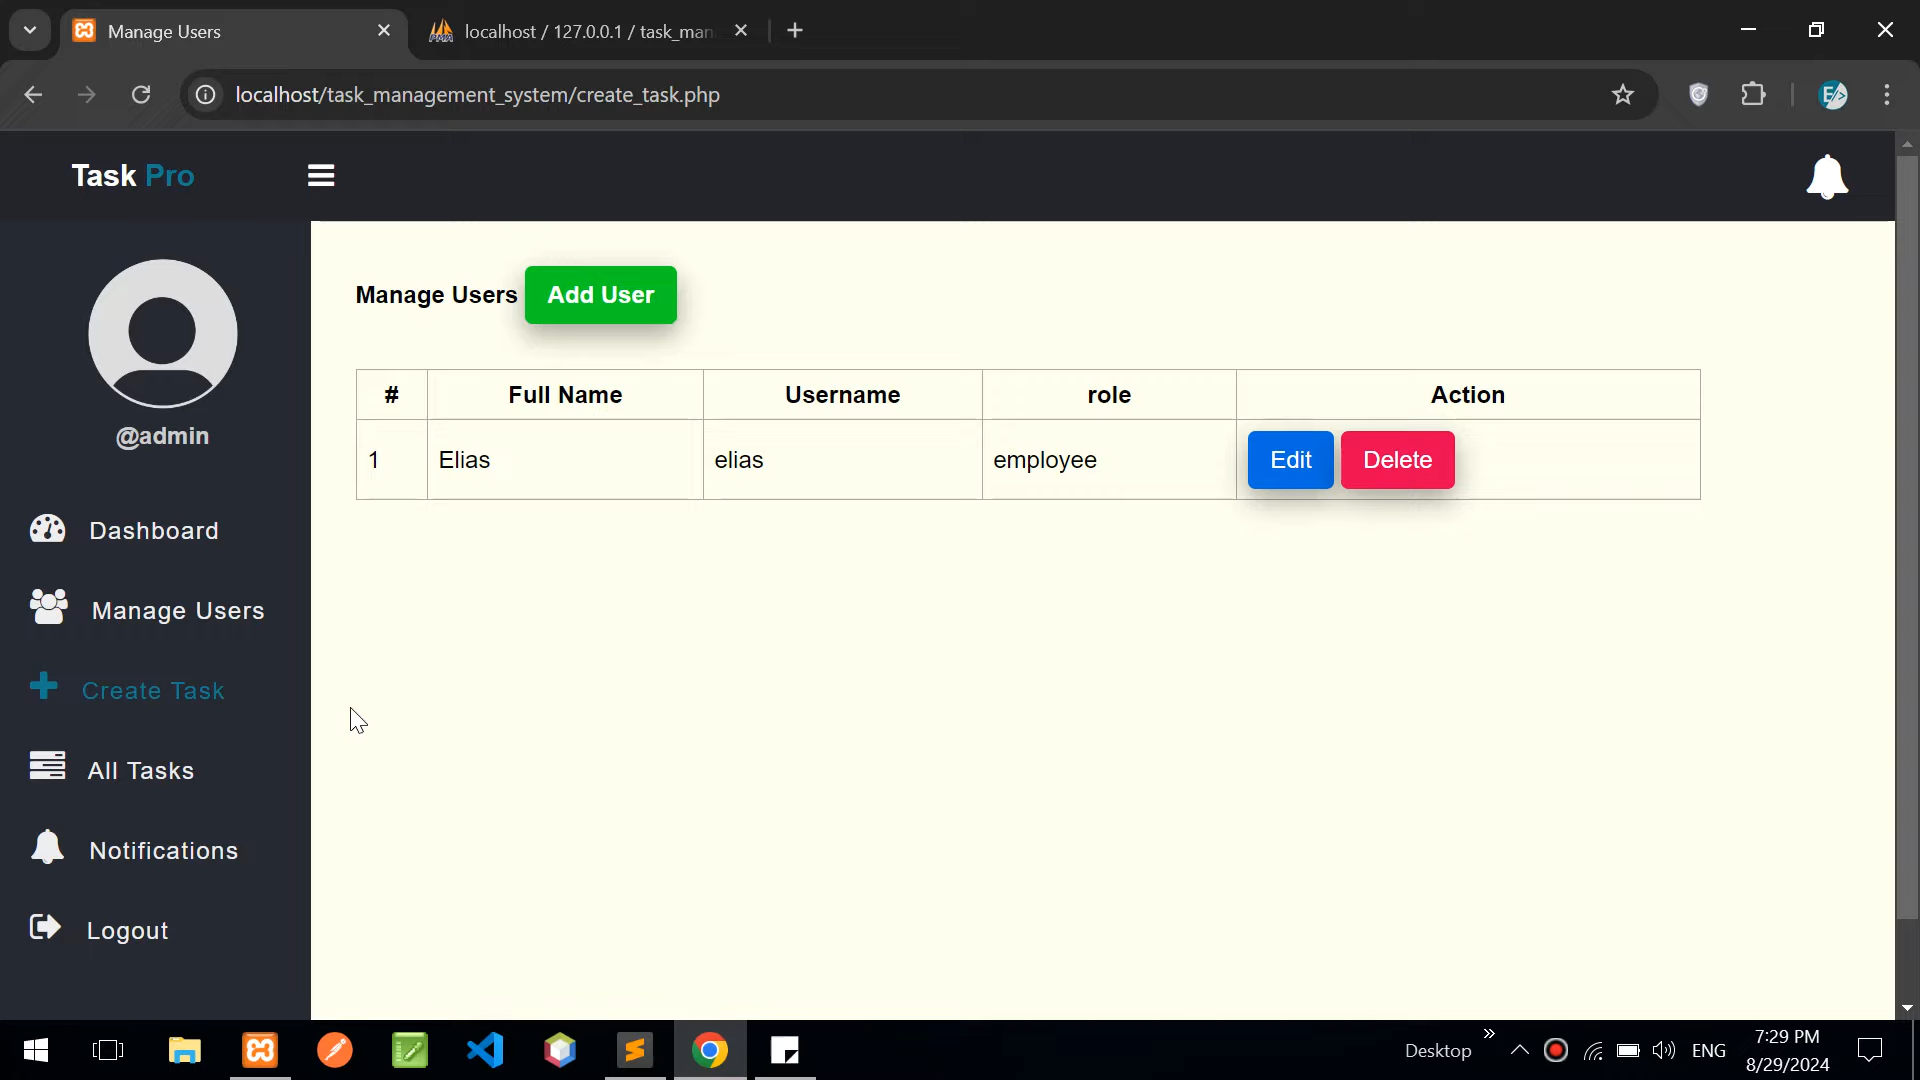 Manage Users
localhost / 127.0.0.1 / task_man
localhost/task_management_system/create_task.php
Task Pro
@admin
Dashboard
Manage Users
Create Task
All Tasks
Notifications
Logout
Manage Users Add User
# Full Name Username role Action
1 Elias elias employee Edit Delete
Desktop
ENG
7:29 PM
8/29/2024